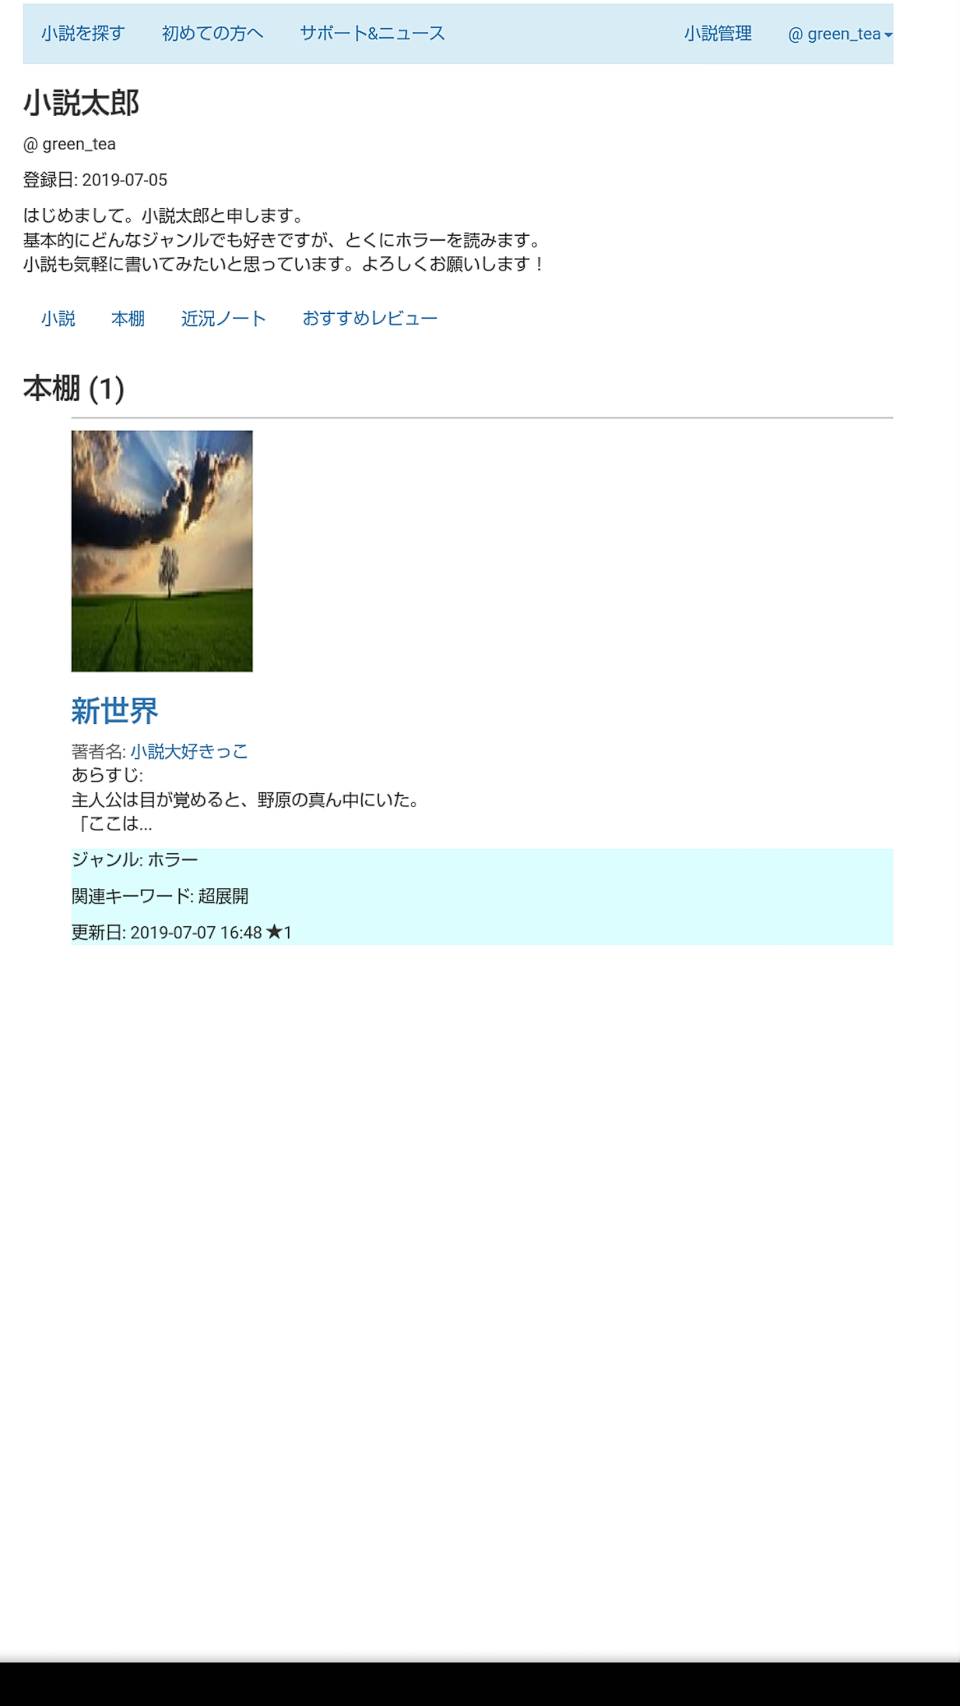 小説を探す 初めての方へ サポート&ニュース 小説管理 @ green_tea
小説太郎
@ green_tea
登録日: 2019-07-05
はじめまして。小説太郎と申します。
基本的にどんなジャンルでも好きですが、とくにホラーを読みます。
小説も気軽に書いてみたいと思っています。よろしくお願いします！
小説 本棚 近況ノート おすすめレビュー
本棚 (1)
新世界
著者名: 小説大好きっこ
あらすじ:
主人公は目が覚めると、野原の真ん中にいた。
「ここは...
ジャンル: ホラー
関連キーワード: 超展開
更新日: 2019-07-07 16:48 ★1